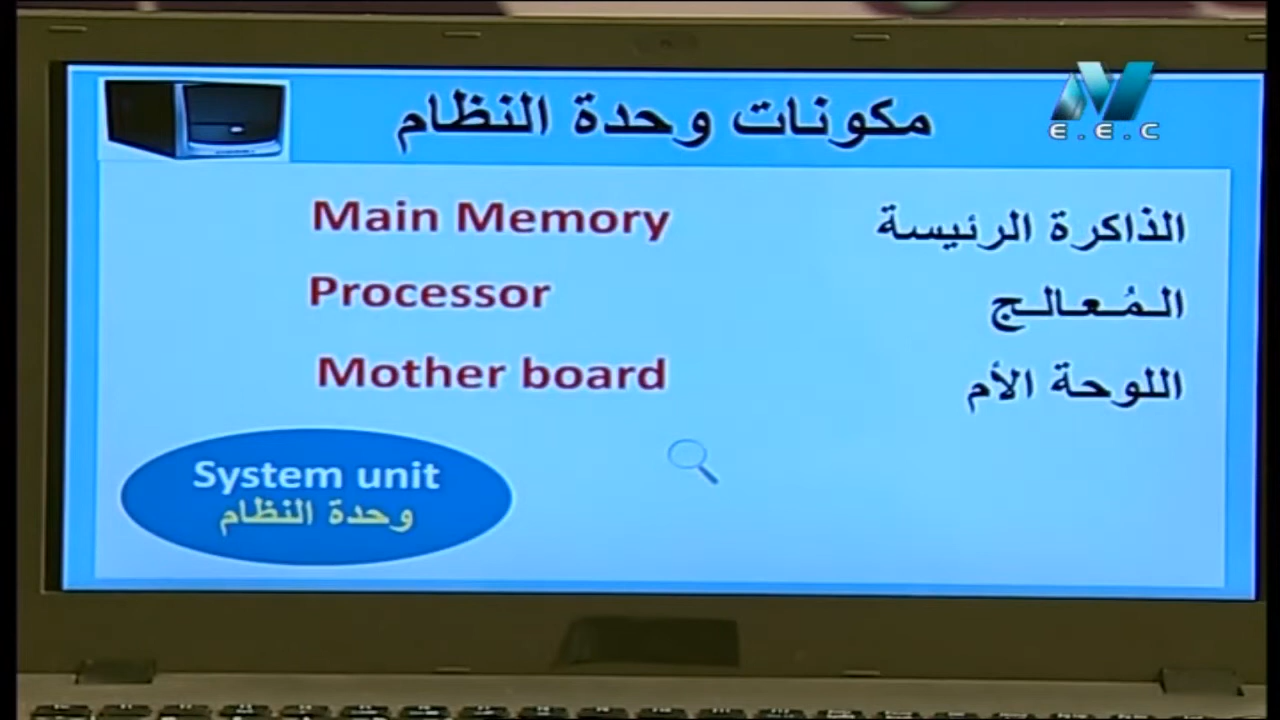 مكونات وحدة النظام
E.E.C
الذاكرة الرئيسة Main Memory
المُعالج Processor
اللوحة الأم Mother board
System unit
وحدة النظام